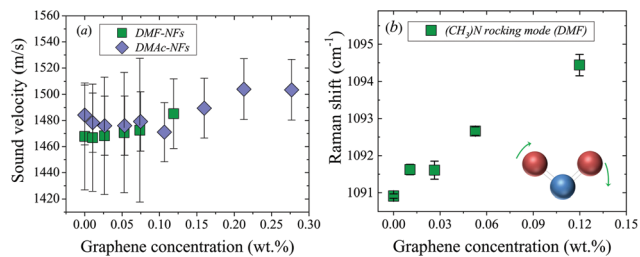 (a)
DMF-NFs
DMAc-NFs
Sound velocity (m/s)
1560
1540
1520
1500
1480
1460
1440
1420
0.00 0.05 0.10 0.15 0.20 0.25 0.30
Graphene concentration (wt.%)
(b)
(CH3)N rocking mode (DMF)
Raman shift (cm-1)
1095
1094
1093
1092
1091
0.00 0.03 0.06 0.09 0.12 0.15
Graphene concentration (wt.%)